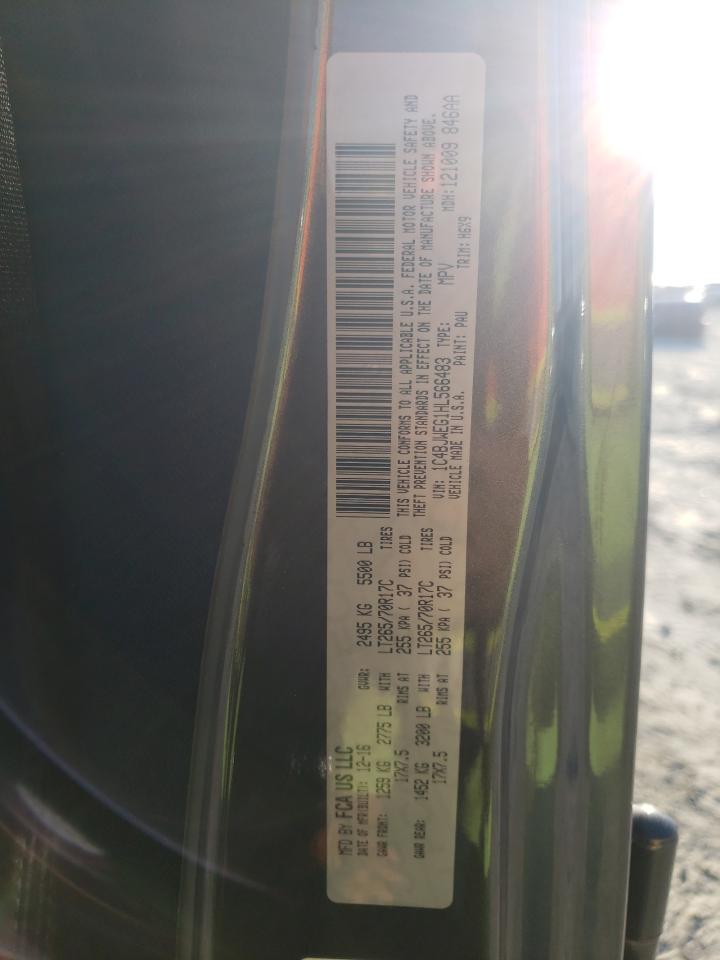 MFD BY FCA US LLC
DATE OF MFR(BUILT): 12-16 GVWR: 2495 KG 5500 LB
GAWR FRONT: 1259 KG 2775 LB WITH LT265/70R17C TIRES
17X7.5 RIMS AT 255 KPA ( 37 PSI) COLD
GAWR REAR: 1452 KG 3200 LB WITH LT265/70R17C TIRES
17X7.5 RIMS AT 255 KPA ( 37 PSI) COLD
THIS VEHICLE CONFORMS TO ALL APPLICABLE U.S.A. FEDERAL MOTOR VEHICLE SAFETY AND
THEFT PREVENTION STANDARDS IN EFFECT ON THE DATE OF MANUFACTURE SHOWN ABOVE.
VIN: 1C4BJWEG1HL566483 TYPE: MPV MDH:121009 846AA
VEHICLE MADE IN U.S.A. PAINT: PAU TRIM: H6X9